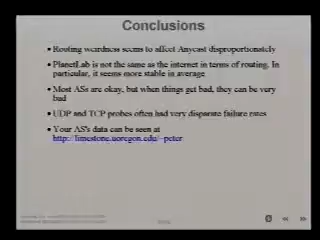 Conclusions
• Routing weirdness seems to affect Anycast disproportionately
• PlanetLab is not the same as the internet in terms of routing. In
particular, it seems more stable in average
• Most ASs are okay, but when things get bad, they can be very
bad
• UDP and TCP probes often had very disparate failure rates
• Your AS's data can be seen at
http://limestone.uoregon.edu/~peter